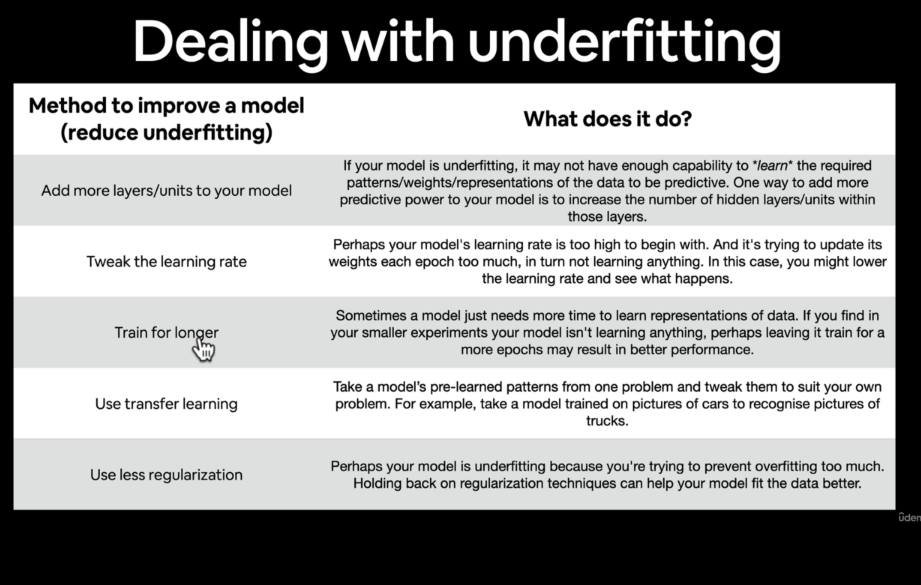 Dealing with underfitting
Method to improve a model
(reduce underfitting)
What does it do?
Add more layers/units to your model
If your model is underfitting, it may not have enough capability to *learn* the required
patterns/weights/representations of the data to be predictive. One way to add more
predictive power to your model is to increase the number of hidden layers/units within
those layers.
Tweak the learning rate
Perhaps your model's learning rate is too high to begin with. And it's trying to update its
weights each epoch too much, in turn not learning anything. In this case, you might lower
the learning rate and see what happens.
Train for longer
Sometimes a model just needs more time to learn representations of data. If you find in
your smaller experiments your model isn't learning anything, perhaps leaving it train for a
more epochs may result in better performance.
Use transfer learning
Take a model’s pre-learned patterns from one problem and tweak them to suit your own
problem. For example, take a model trained on pictures of cars to recognise pictures of
trucks.
Use less regularization
Perhaps your model is underfitting because you're trying to prevent overfitting too much.
Holding back on regularization techniques can help your model fit the data better.